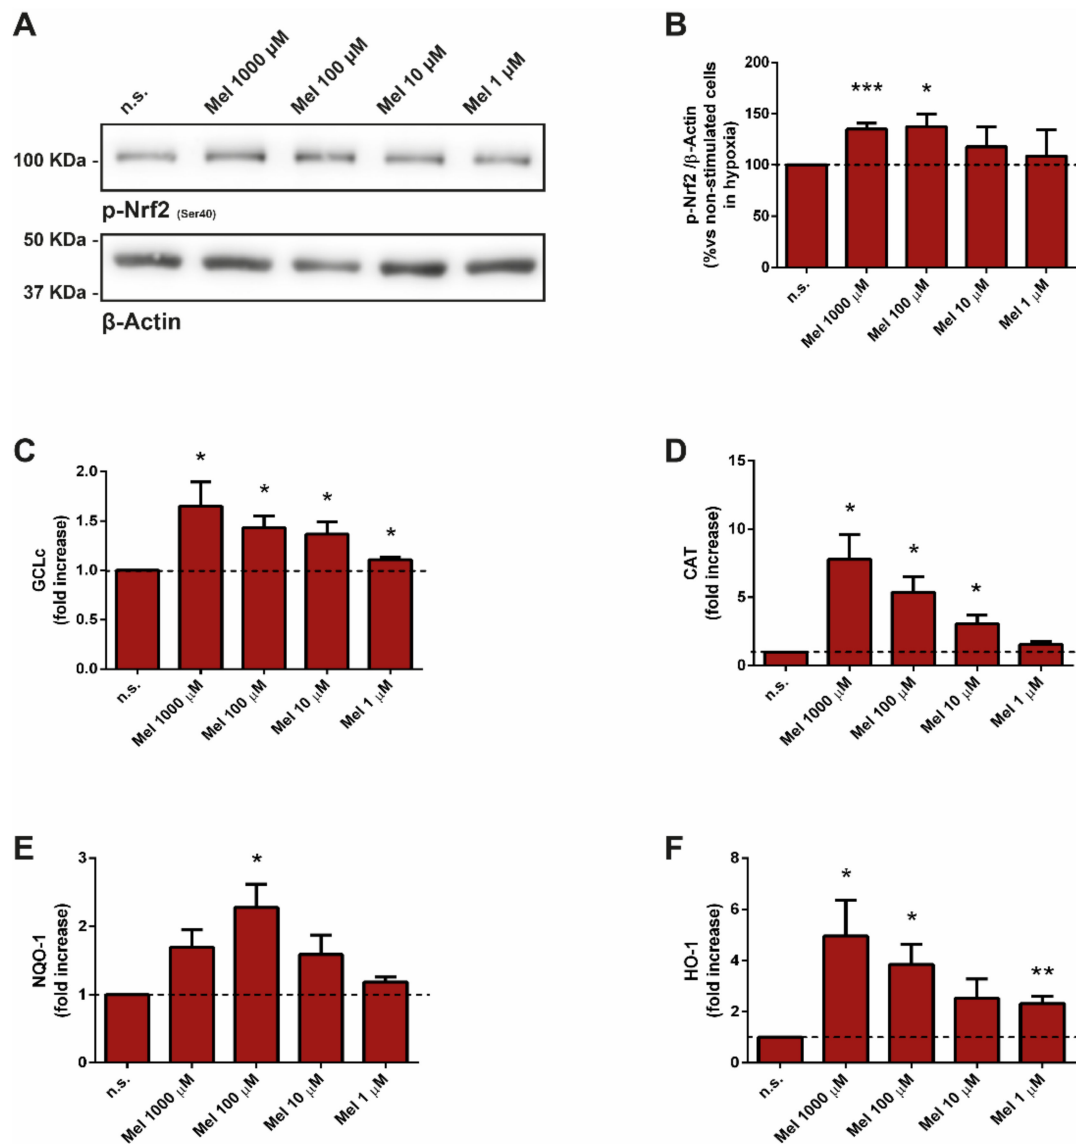 A
n.s.
Mel 1000 µM
Mel 100 µM
Mel 10 µM
Mel 1 µM
100 KDa -
p-Nrf2 (Ser40)
50 KDa -
37 KDa -
β-Actin
B
p-Nrf2 /β-Actin
(%vs non-stimulated cells
in hypoxia)
200
150
100
50
0
***
*
n.s.
Mel 1000 µM
Mel 100 µM
Mel 10 µM
Mel 1 µM
C
GCLc
(fold increase)
2.0
1.5
1.0
0.5
0.0
*
*
*
*
n.s.
Mel 1000 µM
Mel 100 µM
Mel 10 µM
Mel 1 µM
D
CAT
(fold increase)
15
10
5
0
*
*
*
n.s.
Mel 1000 µM
Mel 100 µM
Mel 10 µM
Mel 1 µM
E
NQO-1
(fold increase)
3
2
1
0
*
n.s.
Mel 1000 µM
Mel 100 µM
Mel 10 µM
Mel 1 µM
F
HO-1
(fold increase)
8
6
4
2
0
*
*
**
n.s.
Mel 1000 µM
Mel 100 µM
Mel 10 µM
Mel 1 µM